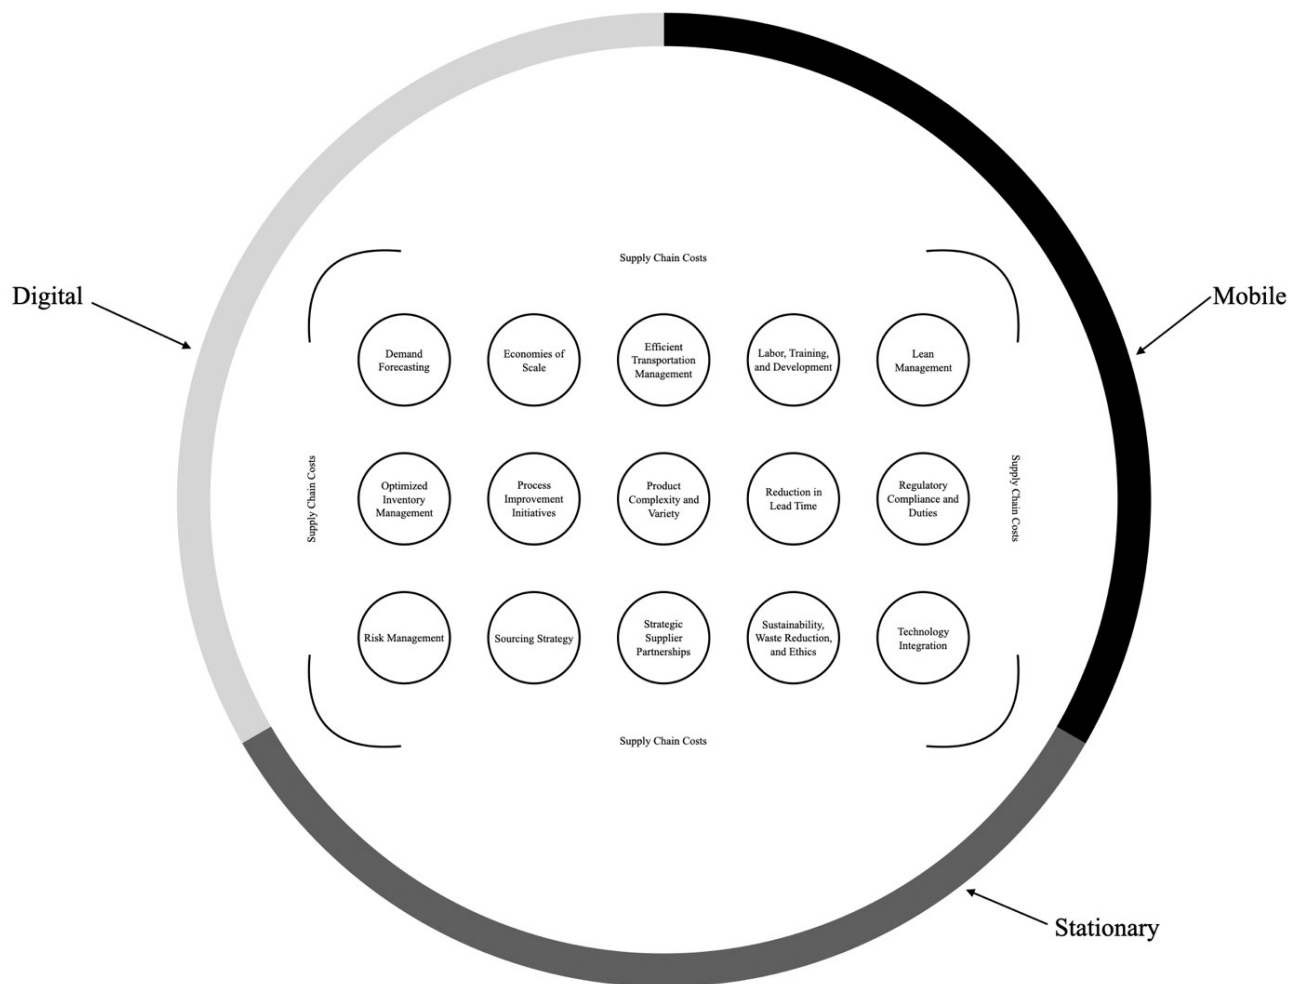 Supply Chain Costs
Digital
Mobile
Demand
Forecasting
Economies of
Scale
Efficient
Transportation
Management
Labor, Training,
and Development
Lean
Management
Supply Chain Costs
Optimized
Inventory
Management
Process
Improvement
Initiatives
Product
Complexity and
Variety
Reduction in
Lead Time
Regulatory
Compliance and
Duties
Supply Chain Costs
Risk Management
Sourcing Strategy
Strategic
Supplier
Partnerships
Sustainability,
Waste Reduction,
and Ethics
Technology
Integration
Supply Chain Costs
Stationary